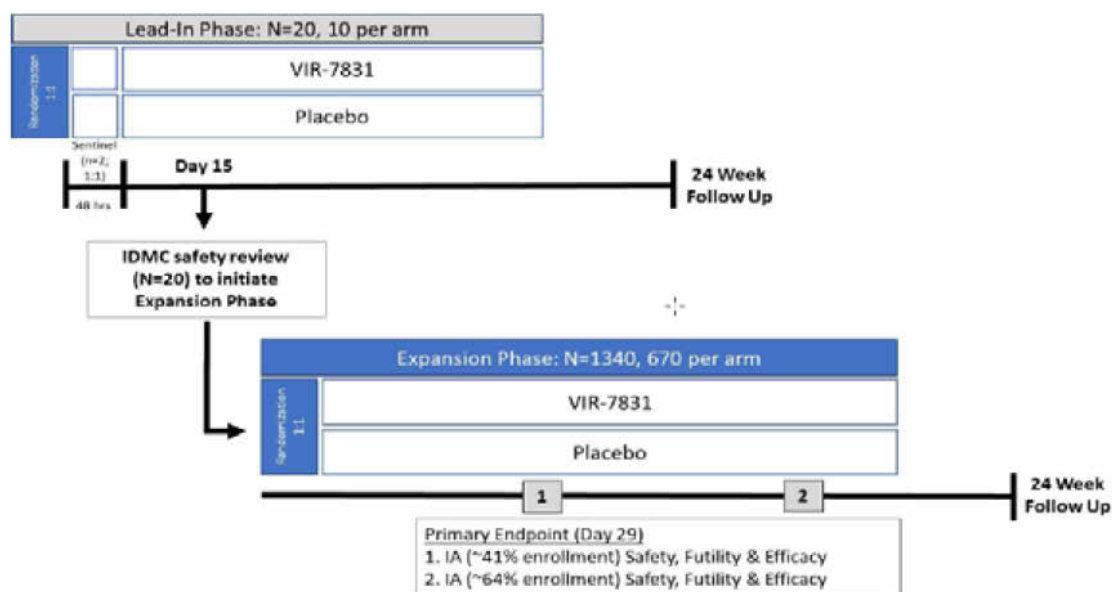 Lead-In Phase: N=20, 10 per arm
Randomization
1:1
VIR-7831
Placebo
Sentinel
(n=2;
1:1)
48 hrs
Day 15
24 Week
Follow Up
IDMC safety review
(N=20) to initiate
Expansion Phase
Expansion Phase: N=1340, 670 per arm
Randomization
1:1
VIR-7831
Placebo
1
2
24 Week
Follow Up
Primary Endpoint (Day 29)
1. IA (~41% enrollment) Safety, Futility & Efficacy
2. IA (~64% enrollment) Safety, Futility & Efficacy